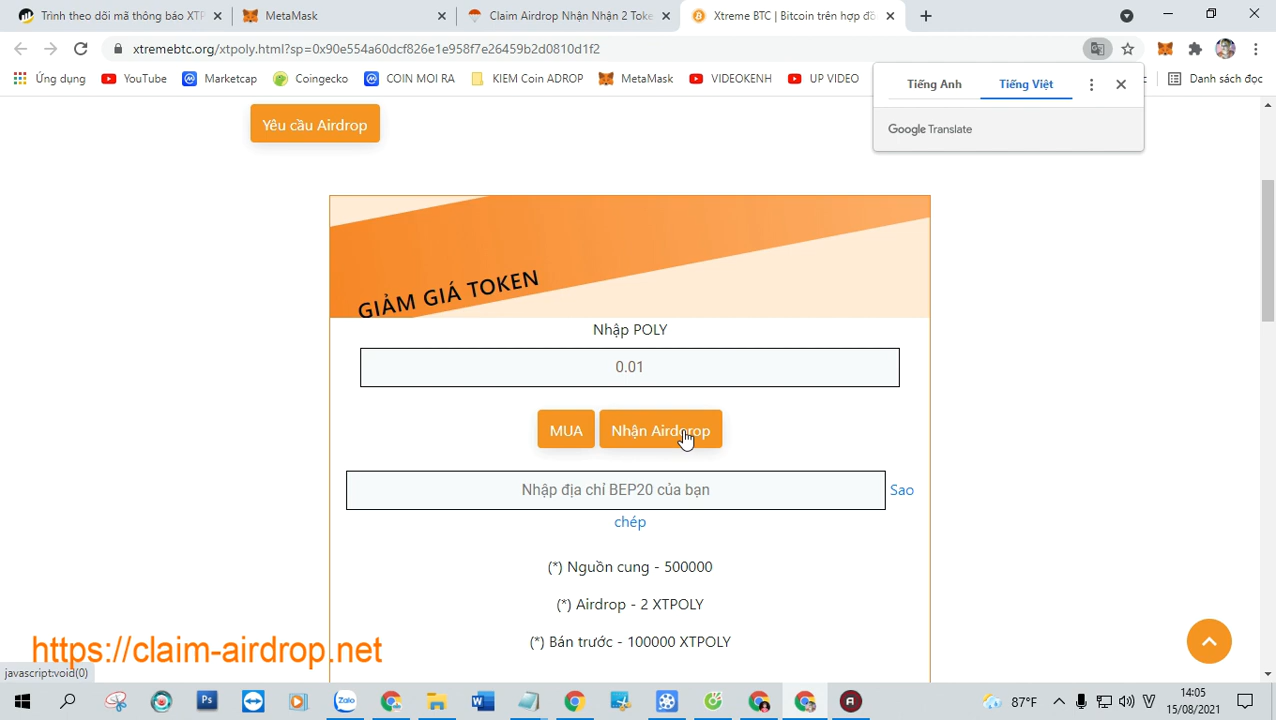 Trình theo dõi mã thông báo XTP
MetaMask
Claim Airdrop Nhận Nhận 2 Toke
Xtreme BTC | Bitcoin trên hợp đồ
xtremebtc.org/xtpoly.html?sp=0x90e554a60dcf826e1e958f7e26459b2d0810d1f2
Ứng dụng
YouTube
Marketcap
Coingecko
COIN MOI RA
KIEM Coin ADROP
MetaMask
VIDEOKENH
UP VIDEO
Danh sách đọc
Tiếng Anh
Tiếng Việt
Google Translate
Yêu cầu Airdrop
GIẢM GIÁ TOKEN
Nhập POLY
0.01
MUA
Nhận Airdorop
Nhập địa chỉ BEP20 của bạn
Sao
chép
(*) Nguồn cung - 500000
(*) Airdrop - 2 XTPOLY
(*) Bán trước - 100000 XTPOLY
https://claim-airdrop.net
javascript:void(0)
Ps
Zalo
87°F
14:05
15/08/2021